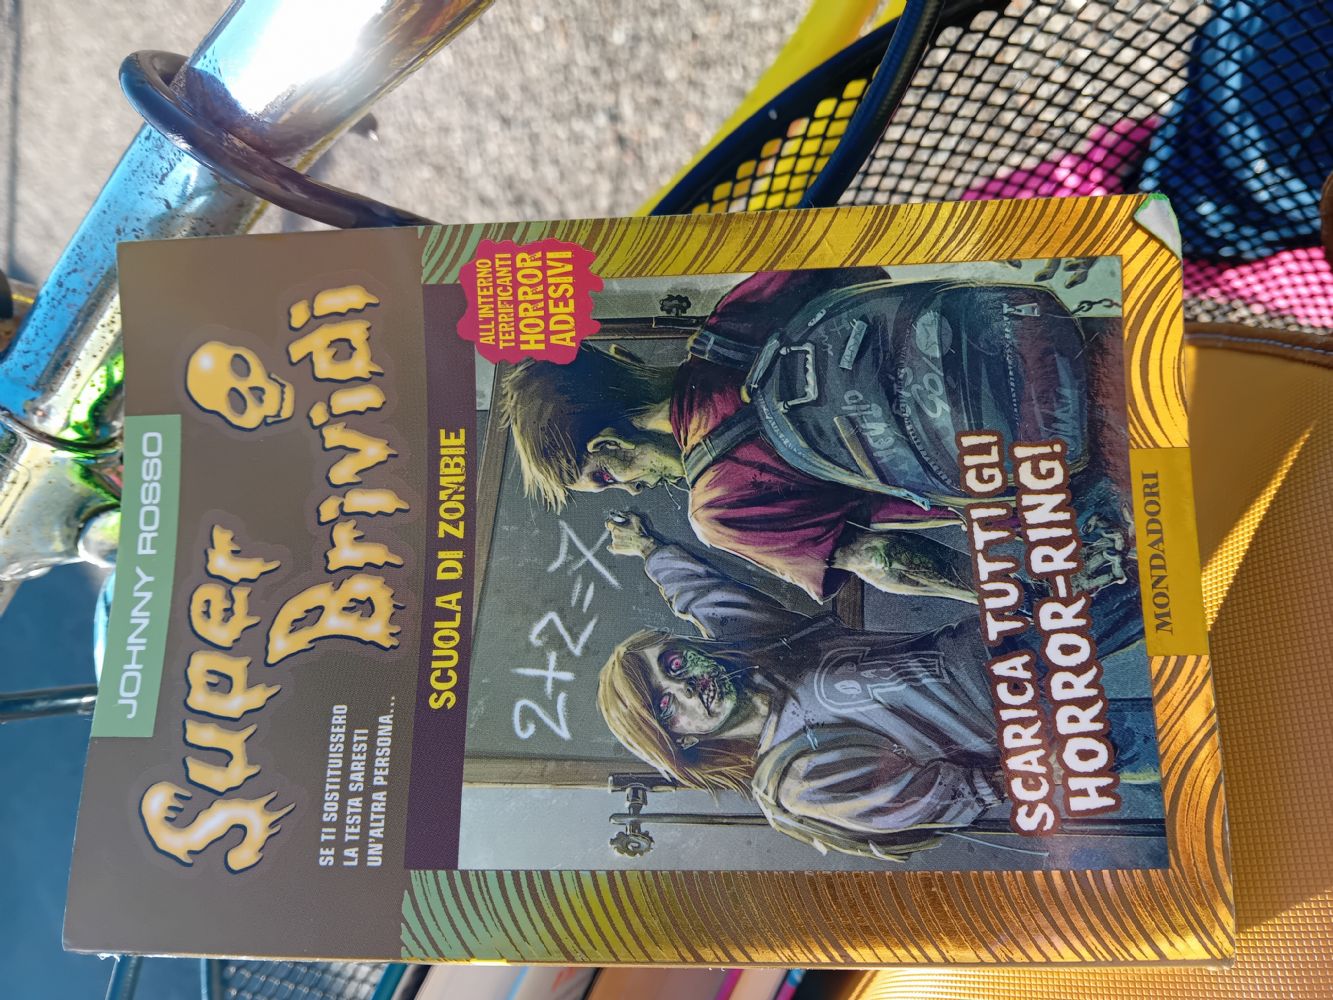 JOHNNY ROSSO
Super
Brividi
SE TI SOSTITUISSERO
LA TESTA SARESTI
UN'ALTRA PERSONA...
SCUOLA DI ZOMBIE
ALL'INTERNO
TERRIFICANTI
HORROR
ADESIVI
2+2=7
SCARICA TUTTI GLI
HORROR-RING!
MONDADORI